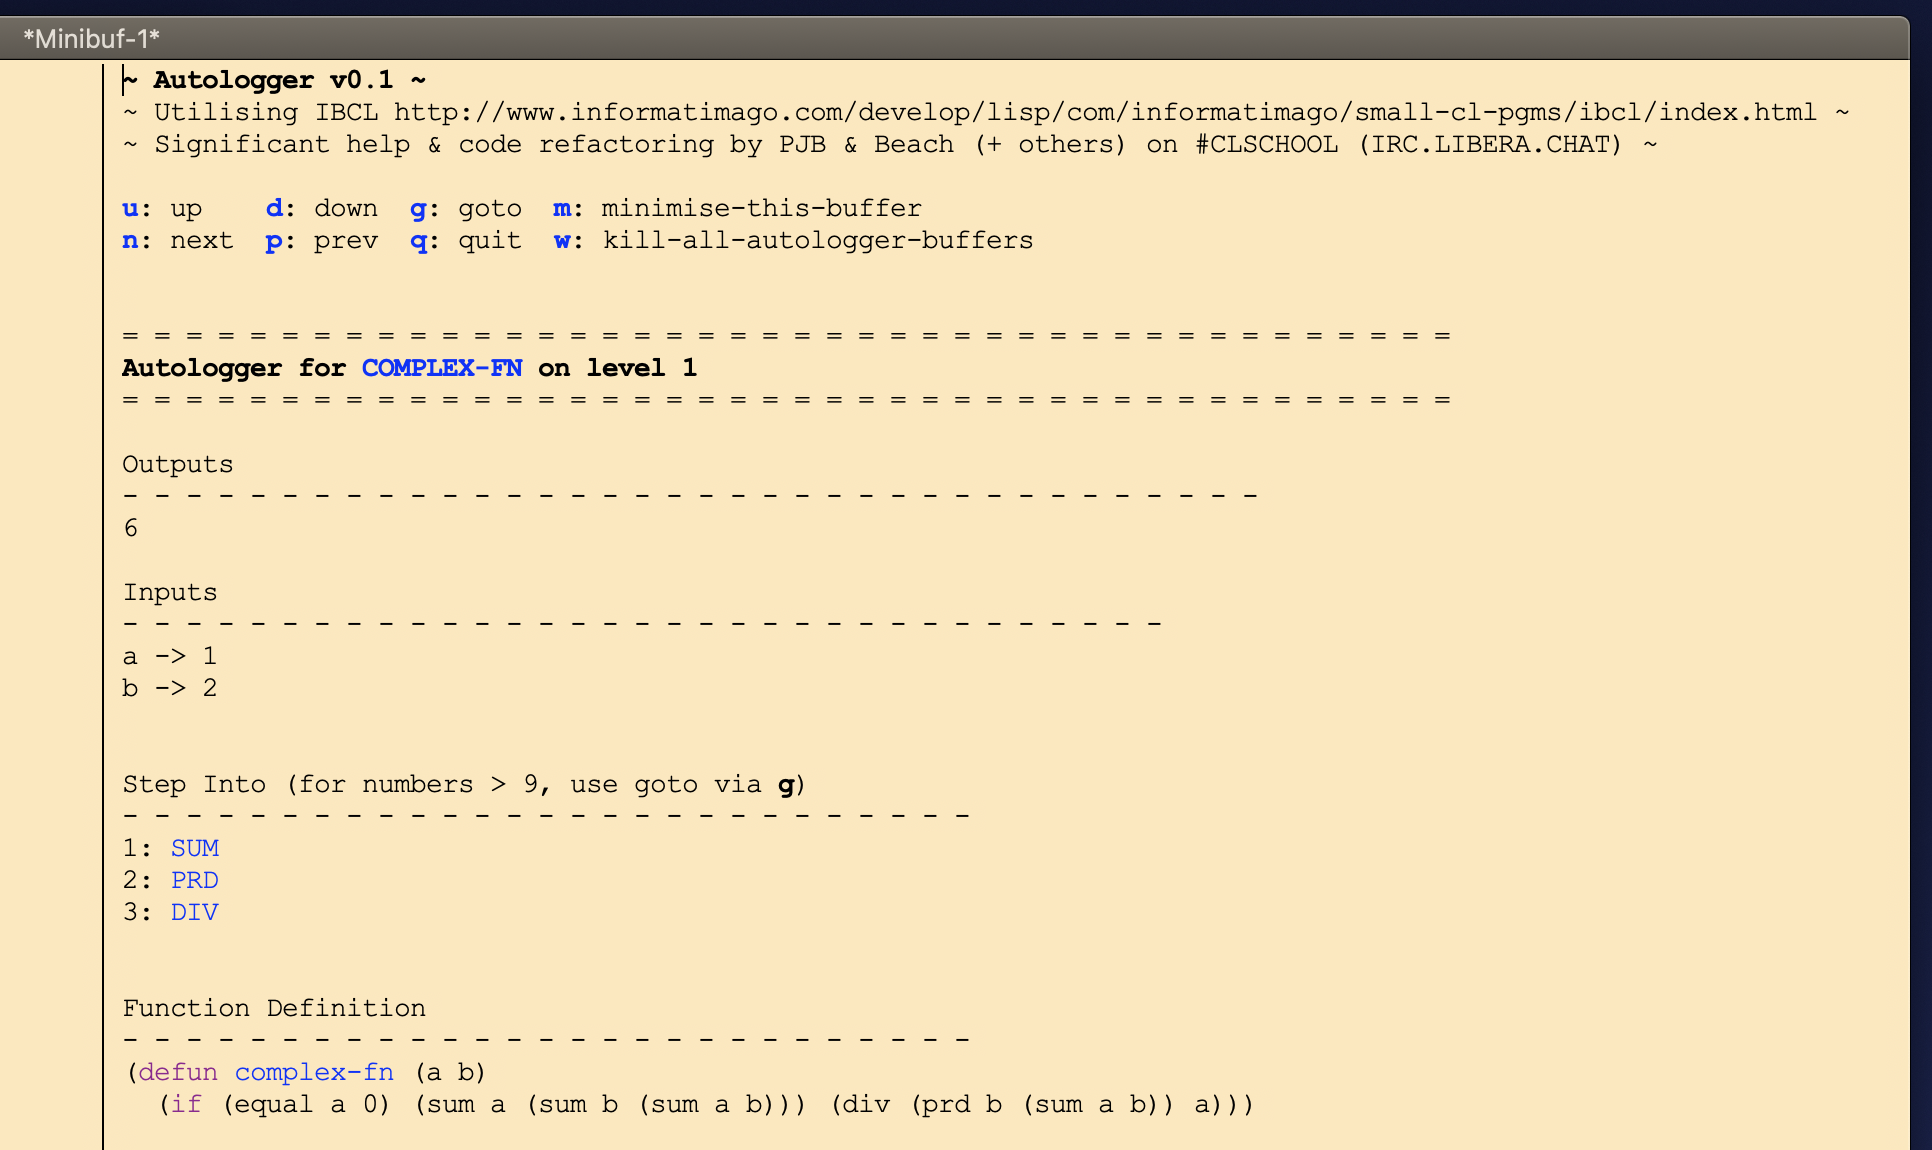 *Minibuf-1*
~ Autologger v0.1 ~
~ Utilising IBCL http://www.informatimago.com/develop/lisp/com/informatimago/small-cl-pgms/ibcl/index.html ~
~ Significant help & code refactoring by PJB & Beach (+ others) on #CLSCHOOL (IRC.LIBERA.CHAT) ~
u: up    d: down  g: goto  m: minimise-this-buffer
n: next  p: prev  q: quit  w: kill-all-autologger-buffers
= = = = = = = = = = = = = = = = = = = = = = = = = = = = = = = = = = = = = = = = = =
Autologger for COMPLEX-FN on level 1
= = = = = = = = = = = = = = = = = = = = = = = = = = = = = = = = = = = = = = = = = =
Outputs
- - - - - - - - - - - - - - - - - - - - - - - - - - - - - - - - - - - -
6
Inputs
- - - - - - - - - - - - - - - - - - - - - - - - - - - - - - - - -
a -> 1
b -> 2
Step Into (for numbers > 9, use goto via g)
- - - - - - - - - - - - - - - - - - - - - - - - - - -
1: SUM
2: PRD
3: DIV
Function Definition
- - - - - - - - - - - - - - - - - - - - - - - - - - -
(defun complex-fn (a b)
  (if (equal a 0) (sum a (sum b (sum a b))) (div (prd b (sum a b)) a)))